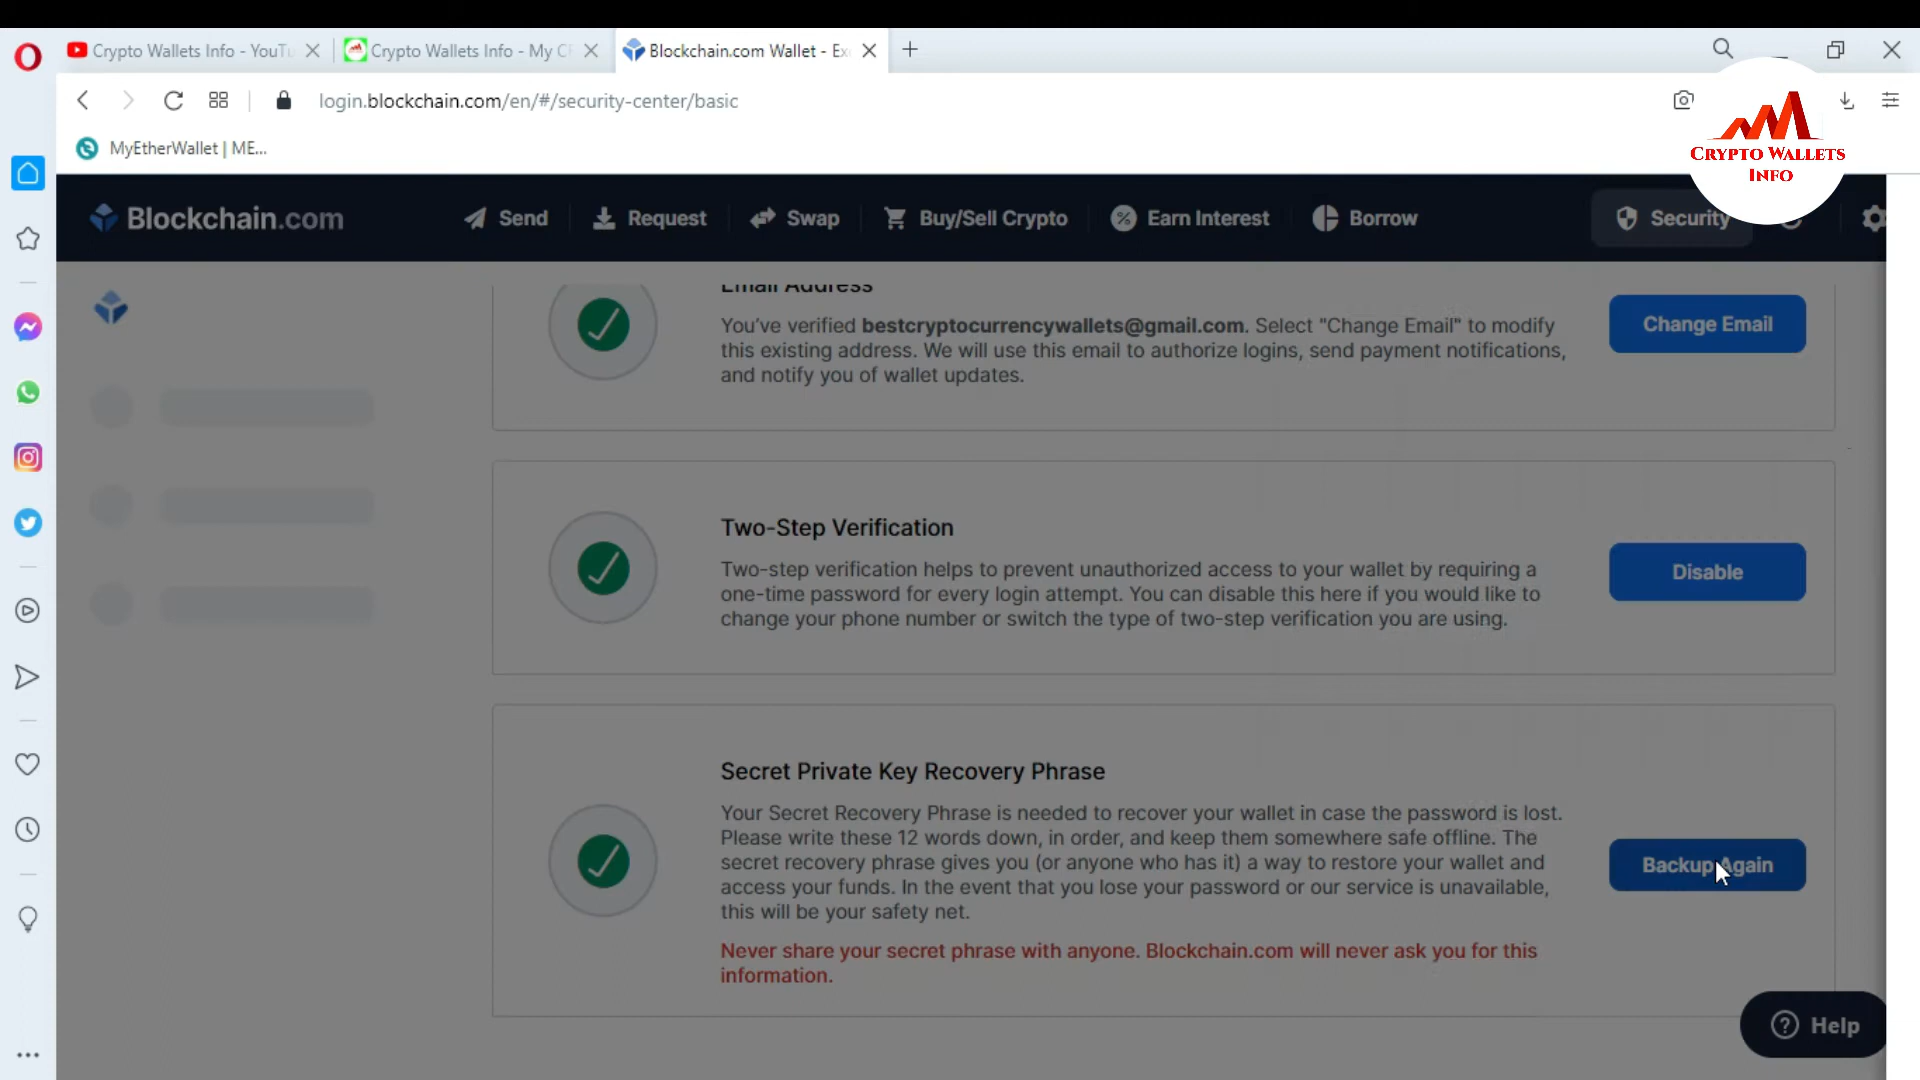 Crypto Wallets Info - YouTu
Crypto Wallets Info - My C
Blockchain.com Wallet - Ex
login.blockchain.com/en/#/security-center/basic
MyEtherWallet | ME...
CRYPTO WALLETS
INFO
Blockchain.com
Send
Request
Swap
Buy/Sell Crypto
Earn Interest
Borrow
Security
Email Address
You've verified bestcryptocurrencywallets@gmail.com. Select "Change Email" to modify
this existing address. We will use this email to authorize logins, send payment notifications,
and notify you of wallet updates.
Change Email
Two-Step Verification
Two-step verification helps to prevent unauthorized access to your wallet by requiring a
one-time password for every login attempt. You can disable this here if you would like to
change your phone number or switch the type of two-step verification you are using.
Disable
Secret Private Key Recovery Phrase
Your Secret Recovery Phrase is needed to recover your wallet in case the password is lost.
Please write these 12 words down, in order, and keep them somewhere safe offline. The
secret recovery phrase gives you (or anyone who has it) a way to restore your wallet and
access your funds. In the event that you lose your password or our service is unavailable,
this will be your safety net.
Never share your secret phrase with anyone. Blockchain.com will never ask you for this
information.
Backup Again
Help